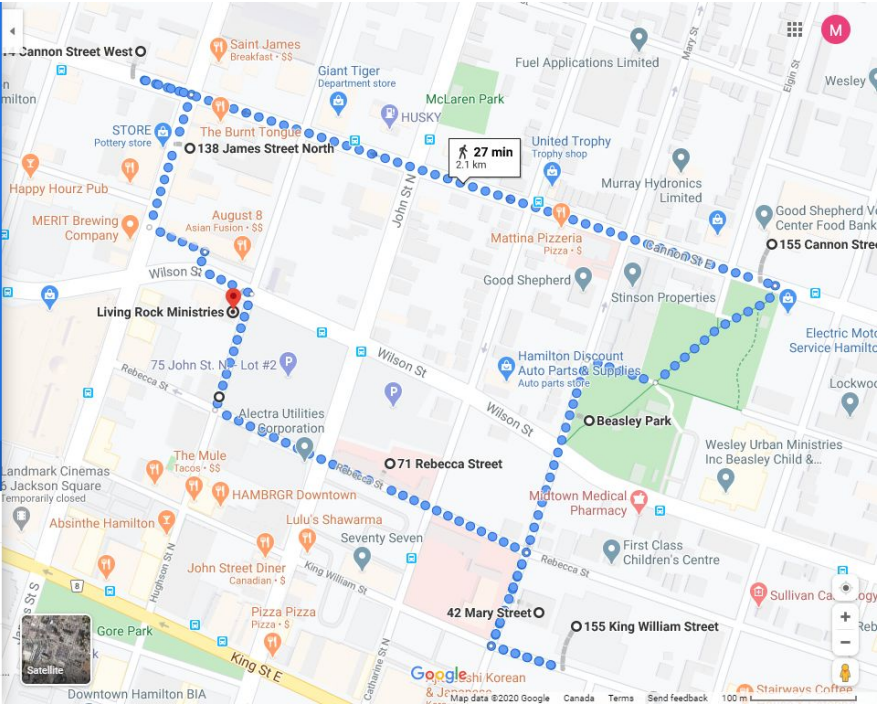 Cannon Street West
Saint James
Breakfast • $$
Giant Tiger
Department store
Fuel Applications Limited
Mary St
Elgin St
M
Wesley
milton
HUSKY
McLaren Park
STORE
Pottery store
The Burnt Tongue
138 James Street North
27 min
2.1 km
United Trophy
Trophy shop
Murray Hydronics
Limited
Happy Hourz Pub
John St N
MERIT Brewing
Company
August 8
Asian Fusion • $$
Mattina Pizzeria
Pizza • $
Cannon St E
Good Shepherd
Center Food Bank
155 Cannon
Wilson St
Good Shepherd
Stinson Properties
Living Rock Ministries
Electric
Service
75 John St. N - Lot #2
Wilson St
Hamilton Discount
Auto Parts & Supplies
Auto parts store
Rebecca St
Alectra Utilities
Corporation
Wilson St
Beasley Park
Wesley Urban Ministries
Inc Beasley Child &...
The Mule
Tacos • $$
71 Rebecca Street
Rebecca St
Landmark Cinemas
6 Jackson Square
Temporarily closed
HAMBRGR Downtown
Midtown Medical
Pharmacy
Absinthe Hamilton
Lulu's Shawarma
Seventy Seven
First Class
Children's Centre
Rebecca St
John Street Diner
Canadian • $
King William St
Hughson St N
8
42 Mary Street
155 King William Street
Sullivan
Pizza Pizza
Pizza • $
Gore Park
King St E
Catharine St N
Satellite
Google
Korean
Downtown Hamilton BIA
Stairways Coffee
Map data ©2020 Google Canada Terms Send feedback 100 m